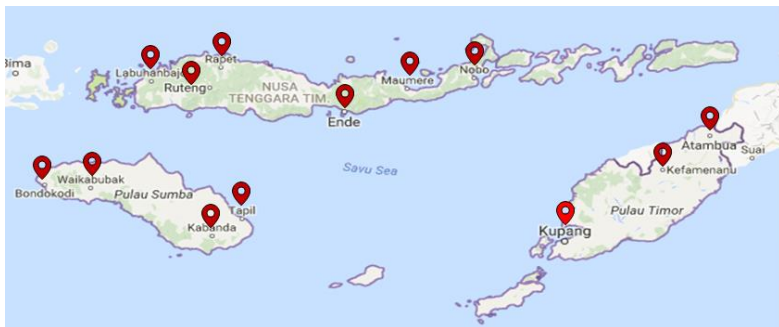 Rapet
Bima
Labuhanbajo
Nobo
Maumere
Ruteng
NUSA
TENGGARA TIM.
Ende
Atambua
Suai
Savu Sea
Kefamenanu
Waikabubak
Bondokodi
Pulau Sumba
Tapil
Pulau Timor
Kabanda
Kupang